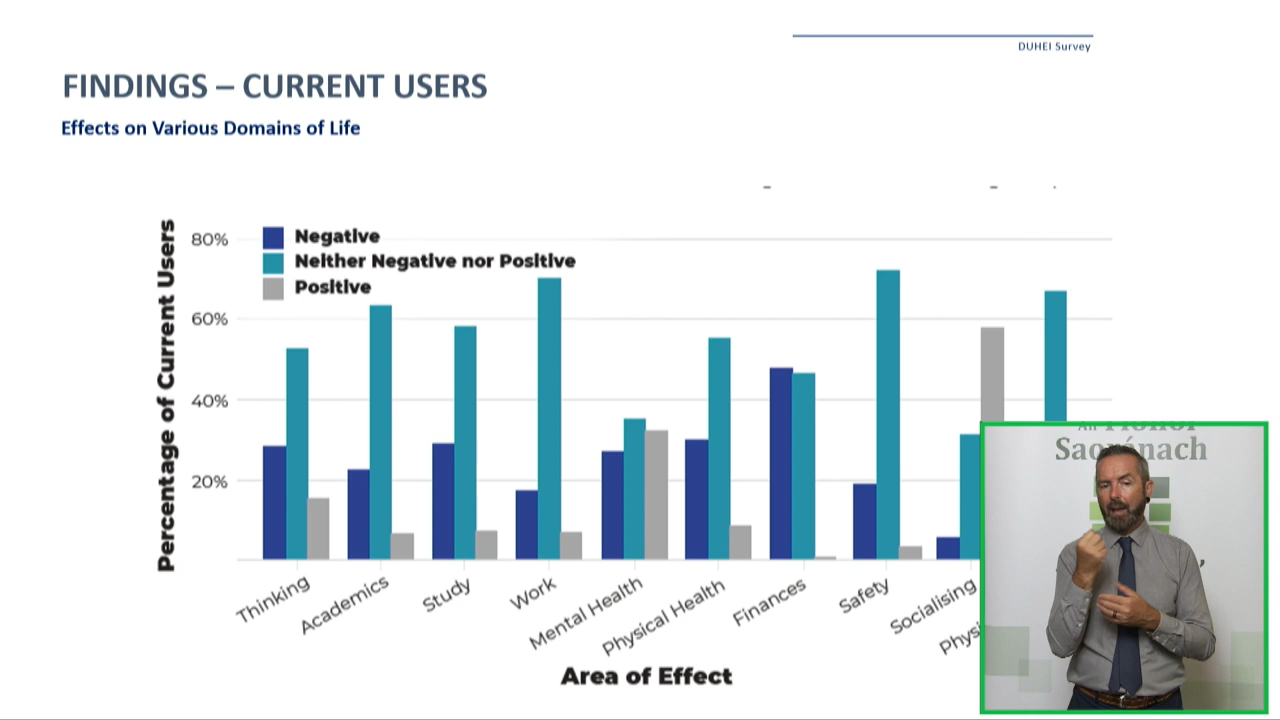 DUHEI Survey
FINDINGS – CURRENT USERS
Effects on Various Domains of Life
Percentage of Current Users
80%
60%
40%
20%
Negative
Neither Negative nor Positive
Positive
Thinking
Academics
Study
Work
Mental Health
Physical Health
Finances
Safety
Socialising
Area of Effect